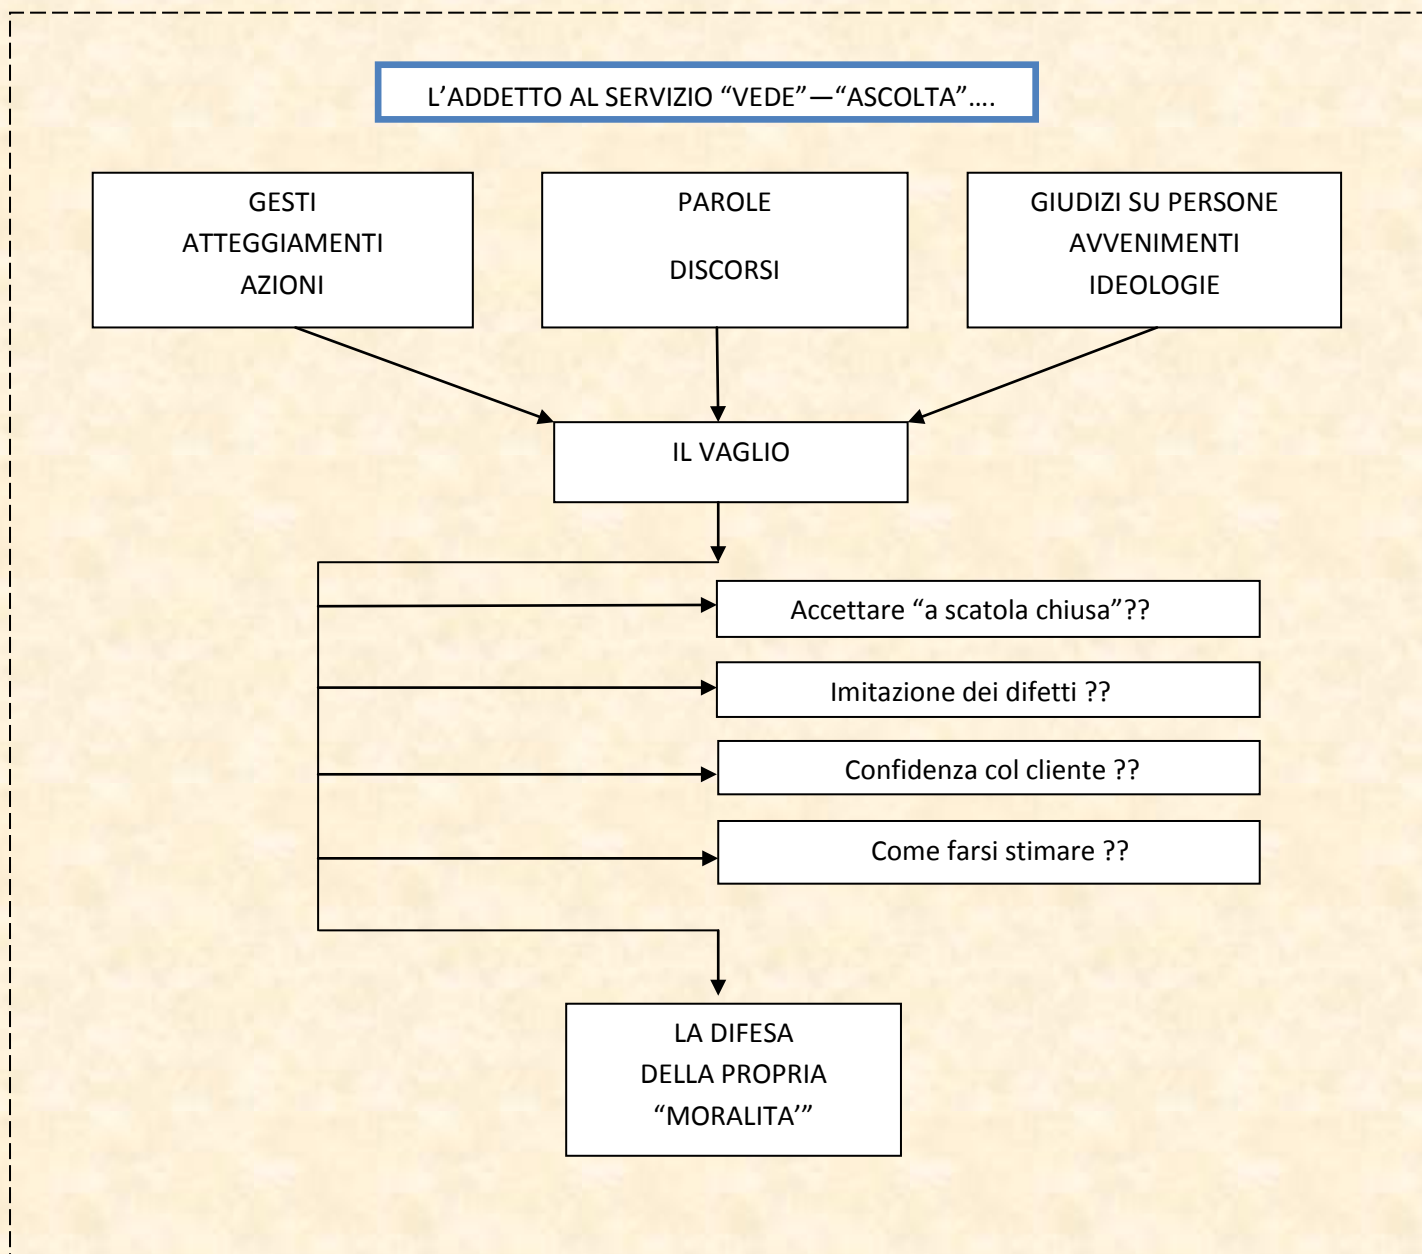 L’ADDETTO AL SERVIZIO “VEDE”—“ASCOLTA”….
GESTI
ATTEGGIAMENTI
AZIONI
PAROLE
DISCORSI
GIUDIZI SU PERSONE
AVVENIMENTI
IDEOLOGIE
IL VAGLIO
Accettare “a scatola chiusa”??
Imitazione dei difetti ??
Confidenza col cliente ??
Come farsi stimare ??
LA DIFESA
DELLA PROPRIA
“MORALITA’”